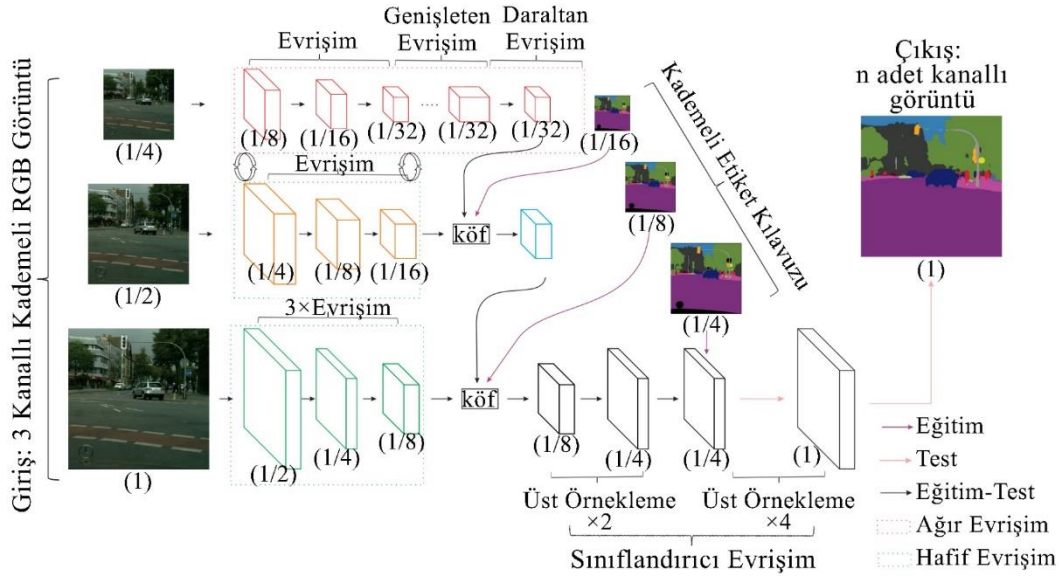 Giriş: 3 Kanallı Kademeli RGB Görüntü
Evrişim
Genişleten
Evrişim
Daraltan
Evrişim
(1/4)
(1/8)
(1/16)
(1/32)
(1/32)
(1/32)
(1/16)
Evrişim
(1/2)
(1/4)
(1/8)
(1/16)
köf
(1/8)
Kademeli Etiket Kılavuzu
3×Evrişim
(1)
(1/2)
(1/4)
(1/8)
köf
(1/4)
(1/8)
(1/4)
(1/4)
(1)
Üst Örnekleme
×2
Üst Örnekleme
×4
Sınıflandırıcı Evrişim
Çıkış:
n adet kanallı
görüntü
(1)
Eğitim
Test
Eğitim-Test
Ağır Evrişim
Hafif Evrişim